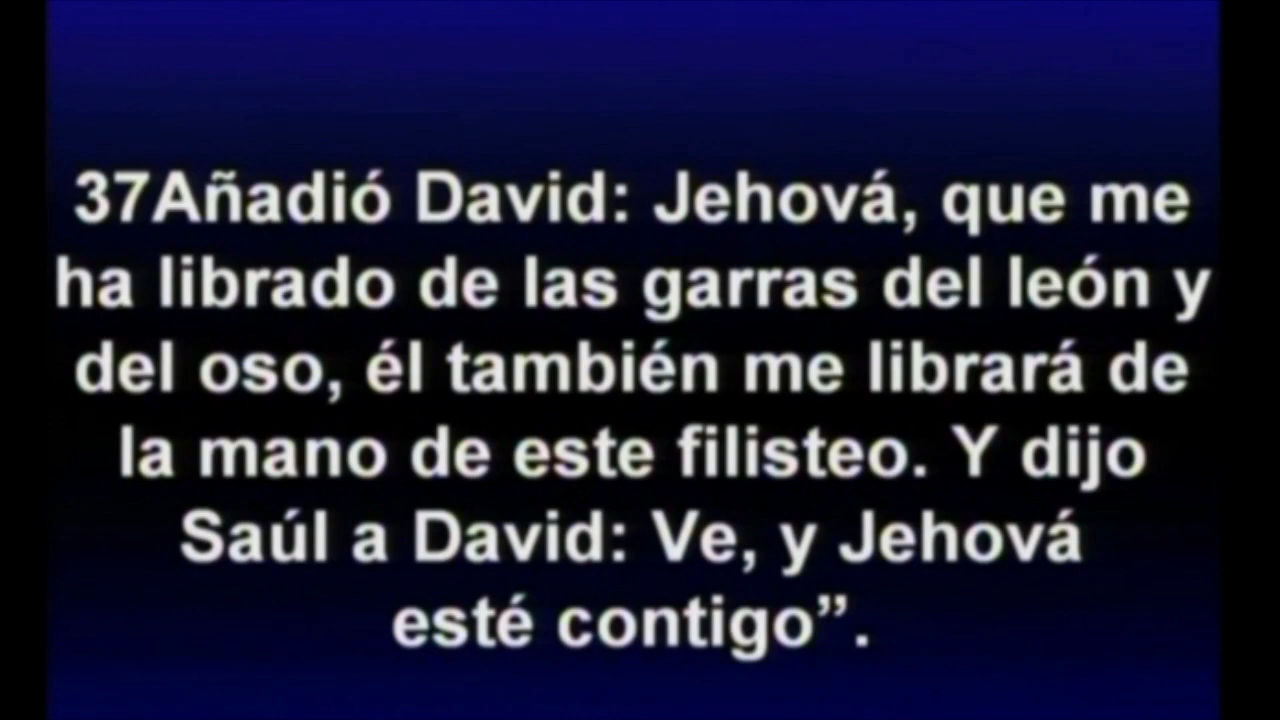 37Añadió David: Jehová, que me
ha librado de las garras del león y
del oso, él también me librará de
la mano de este filisteo. Y dijo
Saúl a David: Ve, y Jehová
esté contigo”.